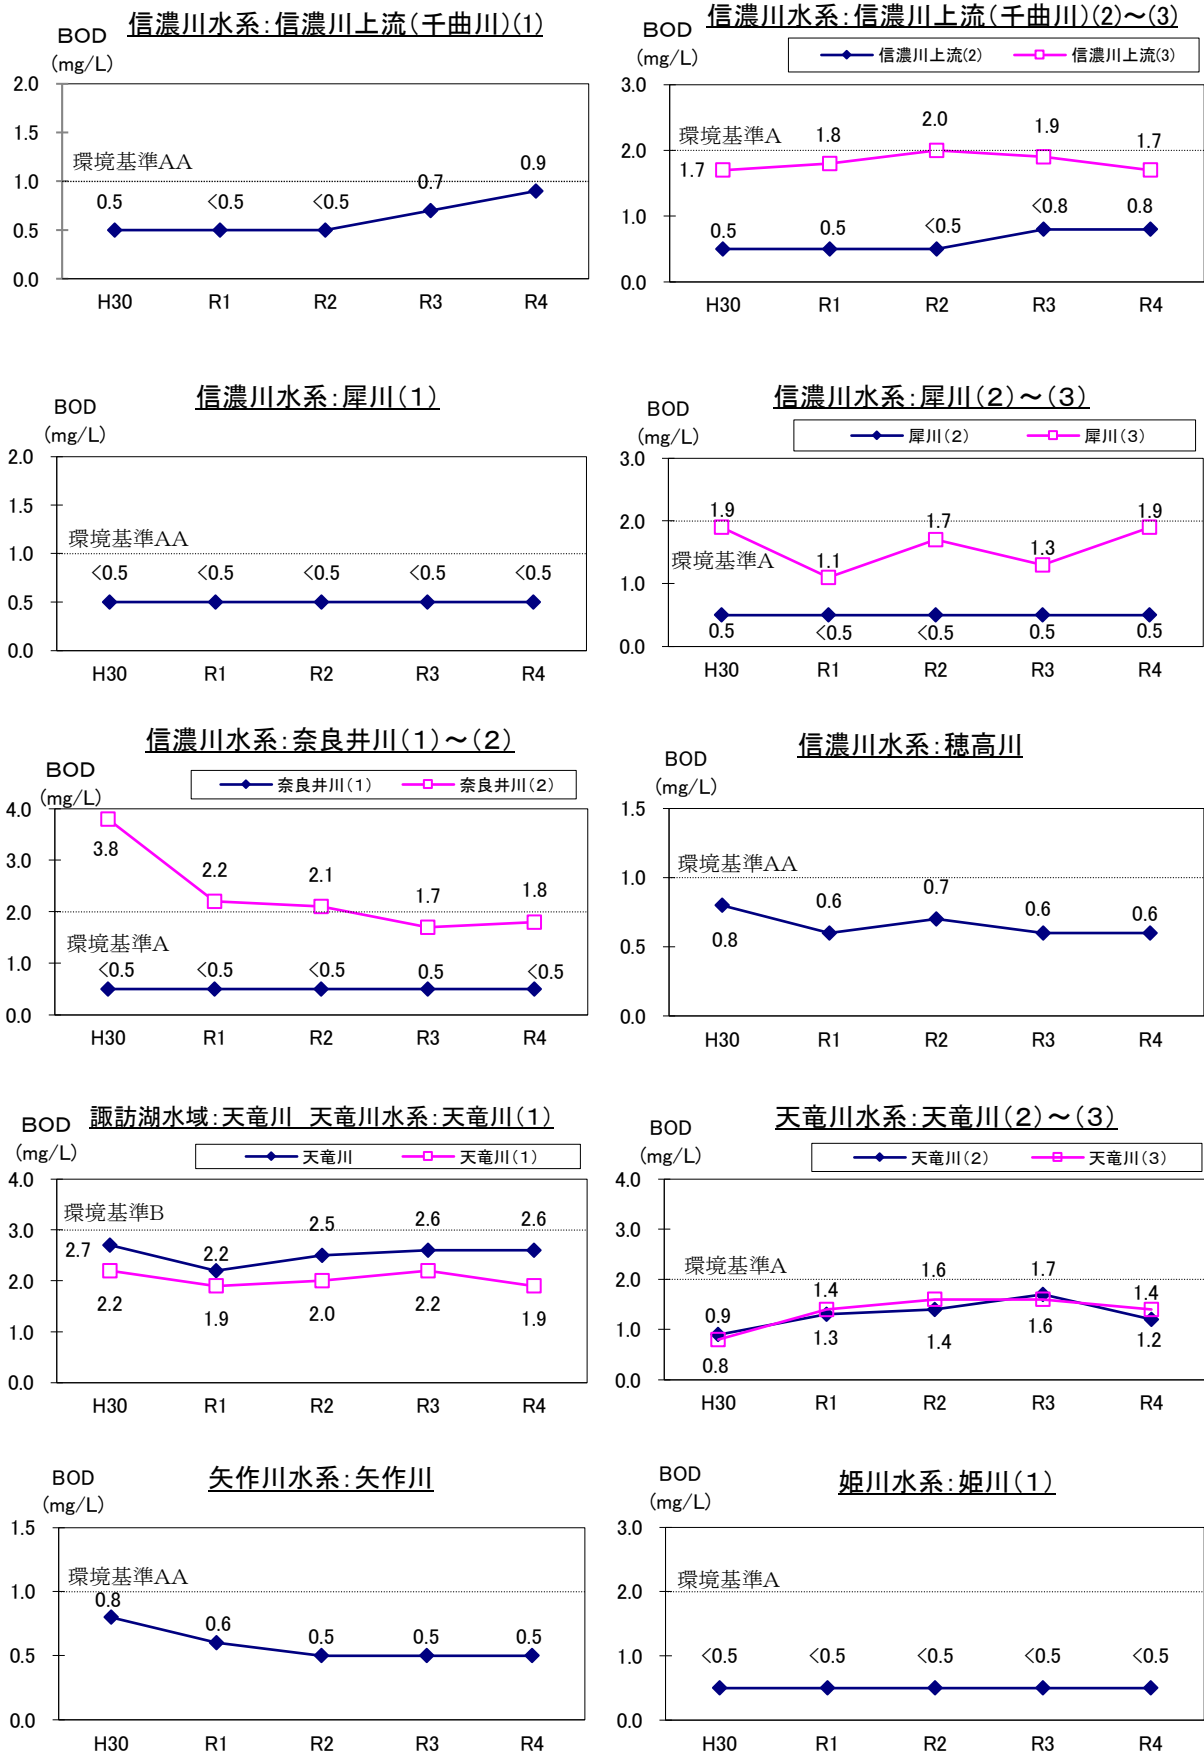 信濃川水系:信濃川上流(千曲川)(1)
BOD
(mg/L)
2.0
1.5
環境基準AA
1.0
0.5
0.0
0.5
<0.5
<0.5
0.7
0.9
H30 R1 R2 R3 R4
信濃川水系:信濃川上流(千曲川)(2)~(3)
BOD
(mg/L)
信濃川上流(2) 信濃川上流(3)
3.0
環境基準A
2.0
1.0
0.0
1.7
1.8
2.0
1.9
1.7
0.5
0.5
<0.5
<0.8
0.8
H30 R1 R2 R3 R4
信濃川水系:犀川(1)
BOD
(mg/L)
2.0
1.5
環境基準AA
1.0
0.5
0.0
<0.5 <0.5 <0.5 <0.5 <0.5
H30 R1 R2 R3 R4
信濃川水系:犀川(2)~(3)
BOD
(mg/L)
犀川(2) 犀川(3)
3.0
2.0
環境基準A
1.0
0.0
1.9
1.1
1.7
1.3
1.9
0.5 <0.5 <0.5 0.5 0.5
H30 R1 R2 R3 R4
信濃川水系:奈良井川(1)~(2)
BOD
(mg/L)
奈良井川(1) 奈良井川(2)
4.0
3.0
2.0
環境基準A
1.0
0.0
3.8
2.2
2.1
1.7
1.8
<0.5 <0.5 <0.5 0.5 <0.5
H30 R1 R2 R3 R4
信濃川水系:穂高川
BOD
(mg/L)
1.5
環境基準AA
1.0
0.5
0.0
0.8
0.6
0.7
0.6
0.6
H30 R1 R2 R3 R4
諏訪湖水域:天竜川 天竜川水系:天竜川(1)
BOD
(mg/L)
天竜川 天竜川(1)
4.0
環境基準B
3.0
2.0
1.0
0.0
2.7
2.2
2.5
2.6
2.6
2.2
1.9
2.0
2.2
1.9
H30 R1 R2 R3 R4
天竜川水系:天竜川(2)~(3)
BOD
(mg/L)
天竜川(2) 天竜川(3)
4.0
3.0
環境基準A
2.0
1.0
0.0
0.9
1.4
1.6
1.7
1.4
0.8
1.3
1.4
1.6
1.2
H30 R1 R2 R3 R4
矢作川水系:矢作川
BOD
(mg/L)
1.5
環境基準AA
1.0
0.5
0.0
0.8
0.6
0.5
0.5
0.5
H30 R1 R2 R3 R4
姫川水系:姫川(1)
BOD
(mg/L)
3.0
環境基準A
2.0
1.0
0.0
<0.5 <0.5 <0.5 <0.5 <0.5
H30 R1 R2 R3 R4